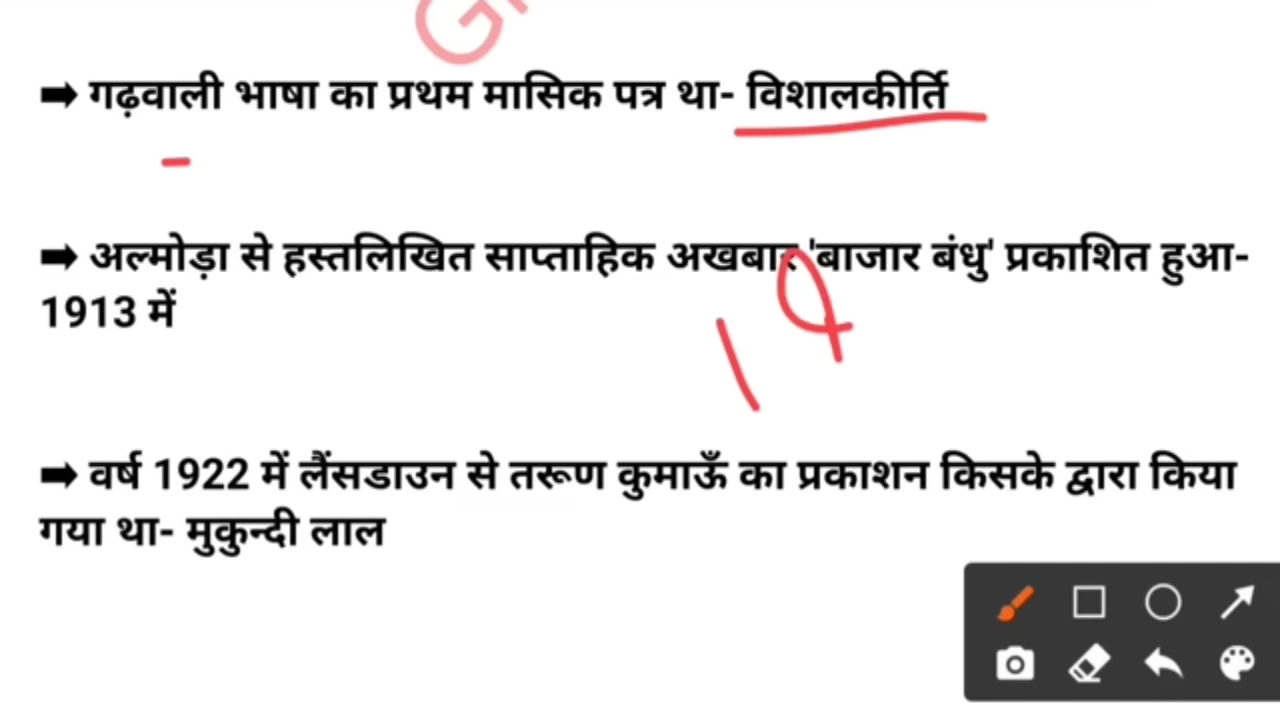 ➡ गढ़वाली भाषा का प्रथम मासिक पत्र था- विशालकीर्ति
➡ अल्मोड़ा से हस्तलिखित साप्ताहिक अखबार 'बाजार बंधु' प्रकाशित हुआ-
1913 में
19
➡ वर्ष 1922 में लैंसडाउन से तरूण कुमाऊँ का प्रकाशन किसके द्वारा किया
गया था- मुकुन्दी लाल